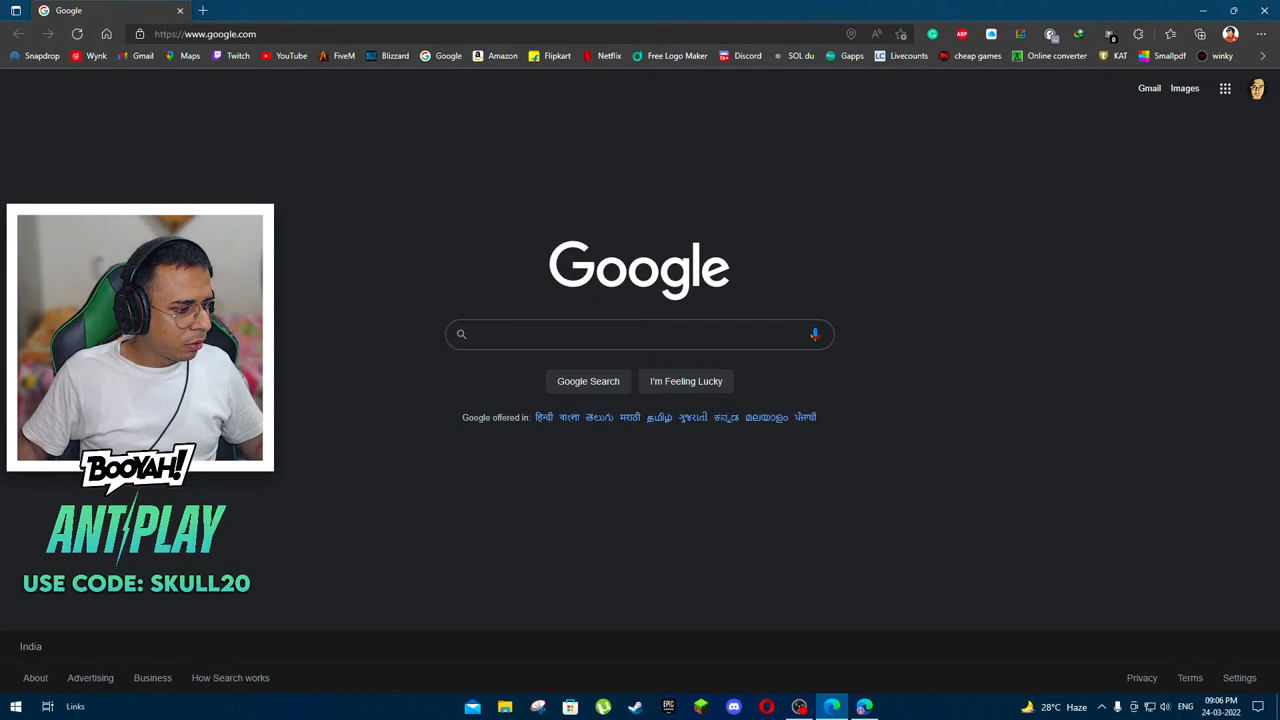 Google
https://www.google.com
Snapdrop Wynk Gmail Maps Twitch YouTube FiveM Blizzard Google Amazon Flipkart Netflix Free Logo Maker Discord SOL du Gapps Livecounts cheap games Online converter KAT Smallpdf winky
Gmail Images
Google
Google Search I'm Feeling Lucky
Google offered in: हिन्दी বাংলা తెలుగు मराठी தமிழ் ગુજરાતી ಕನ್ನಡ മലയാളം ਪੰਜਾਬੀ
BOOYAH!
ANT PLAY
USE CODE: SKULL20
India
About Advertising Business How Search works
Privacy Terms Settings
Links
28°C Haze
09:06 PM
24-03-2022